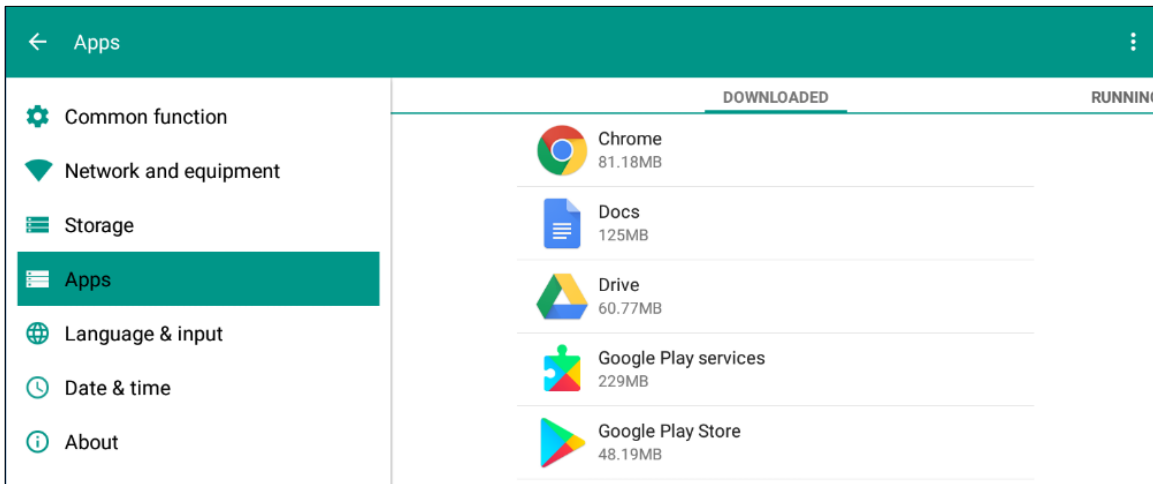 Apps
Common function
Network and equipment
Storage
Apps
Language & input
Date & time
About
DOWNLOADED
RUNNING
Chrome
81.18MB
Docs
125MB
Drive
60.77MB
Google Play services
229MB
Google Play Store
48.19MB